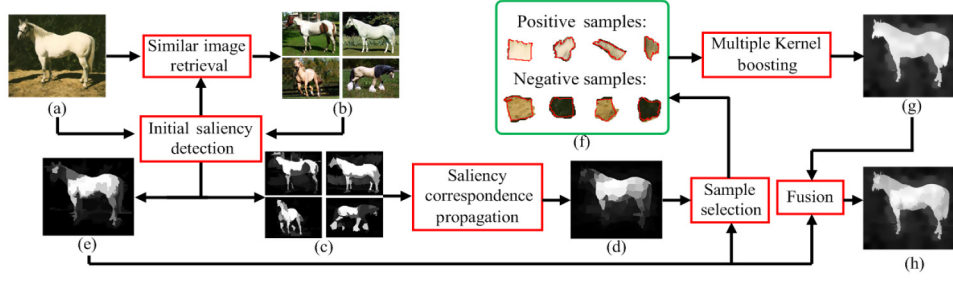 Similar image
retrieval
(a)
(b)
Initial saliency
detection
(e)
(c)
Saliency
correspondence
propagation
(d)
Positive samples:
Negative samples:
(f)
Sample
selection
Multiple Kernel
boosting
(g)
Fusion
(h)